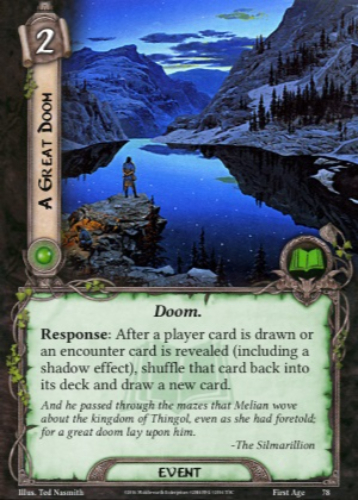 2
A Great Doom
Doom.
Response: After a player card is drawn or
an encounter card is revealed (including a
shadow effect), shuffle that card back into
its deck and draw a new card.
And he passed through the mazes that Melian wove
about the kingdom of Thingol, even as she had foretold;
for a great doom lay upon him.
-The Silmarillion
EVENT
Illus. Ted Nasmith
First Age
78